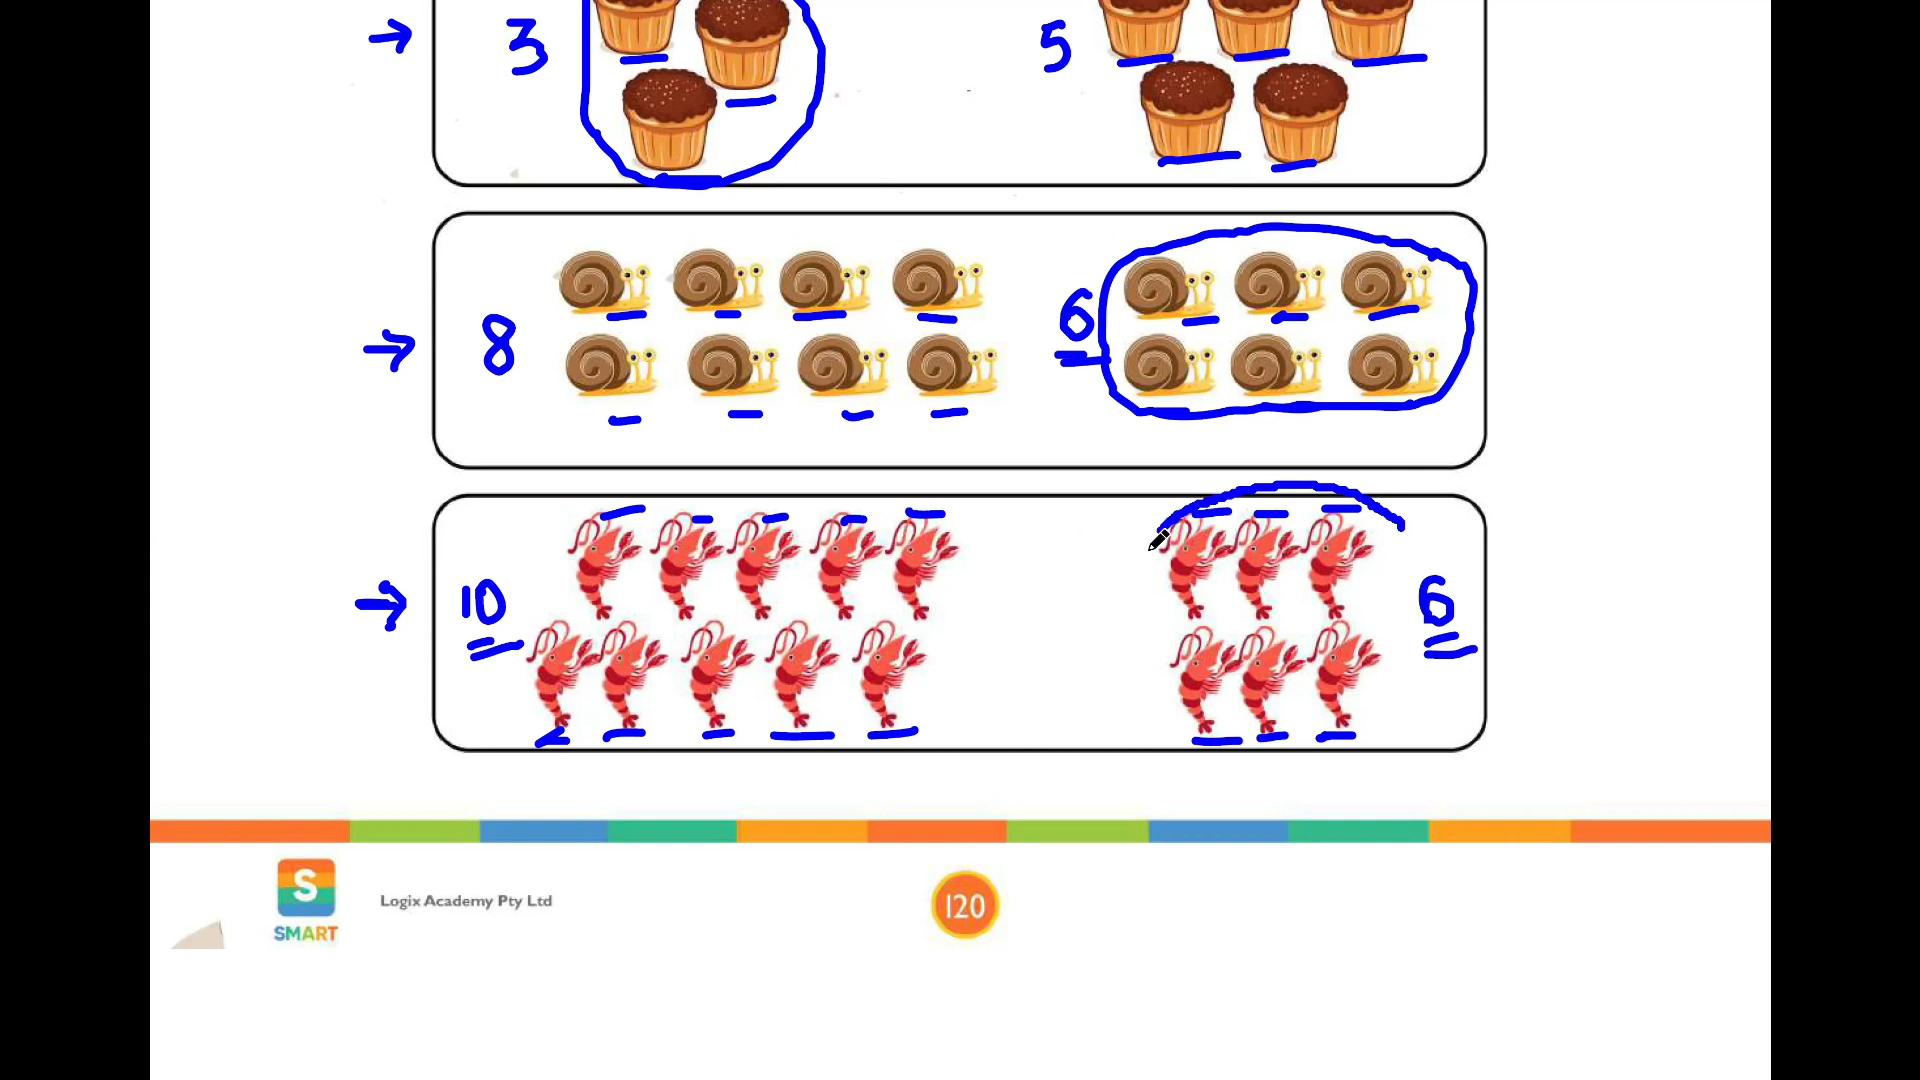 → 3 5
→ 8 6
→ 10 6
S
SMART
Logix Academy Pty Ltd
120